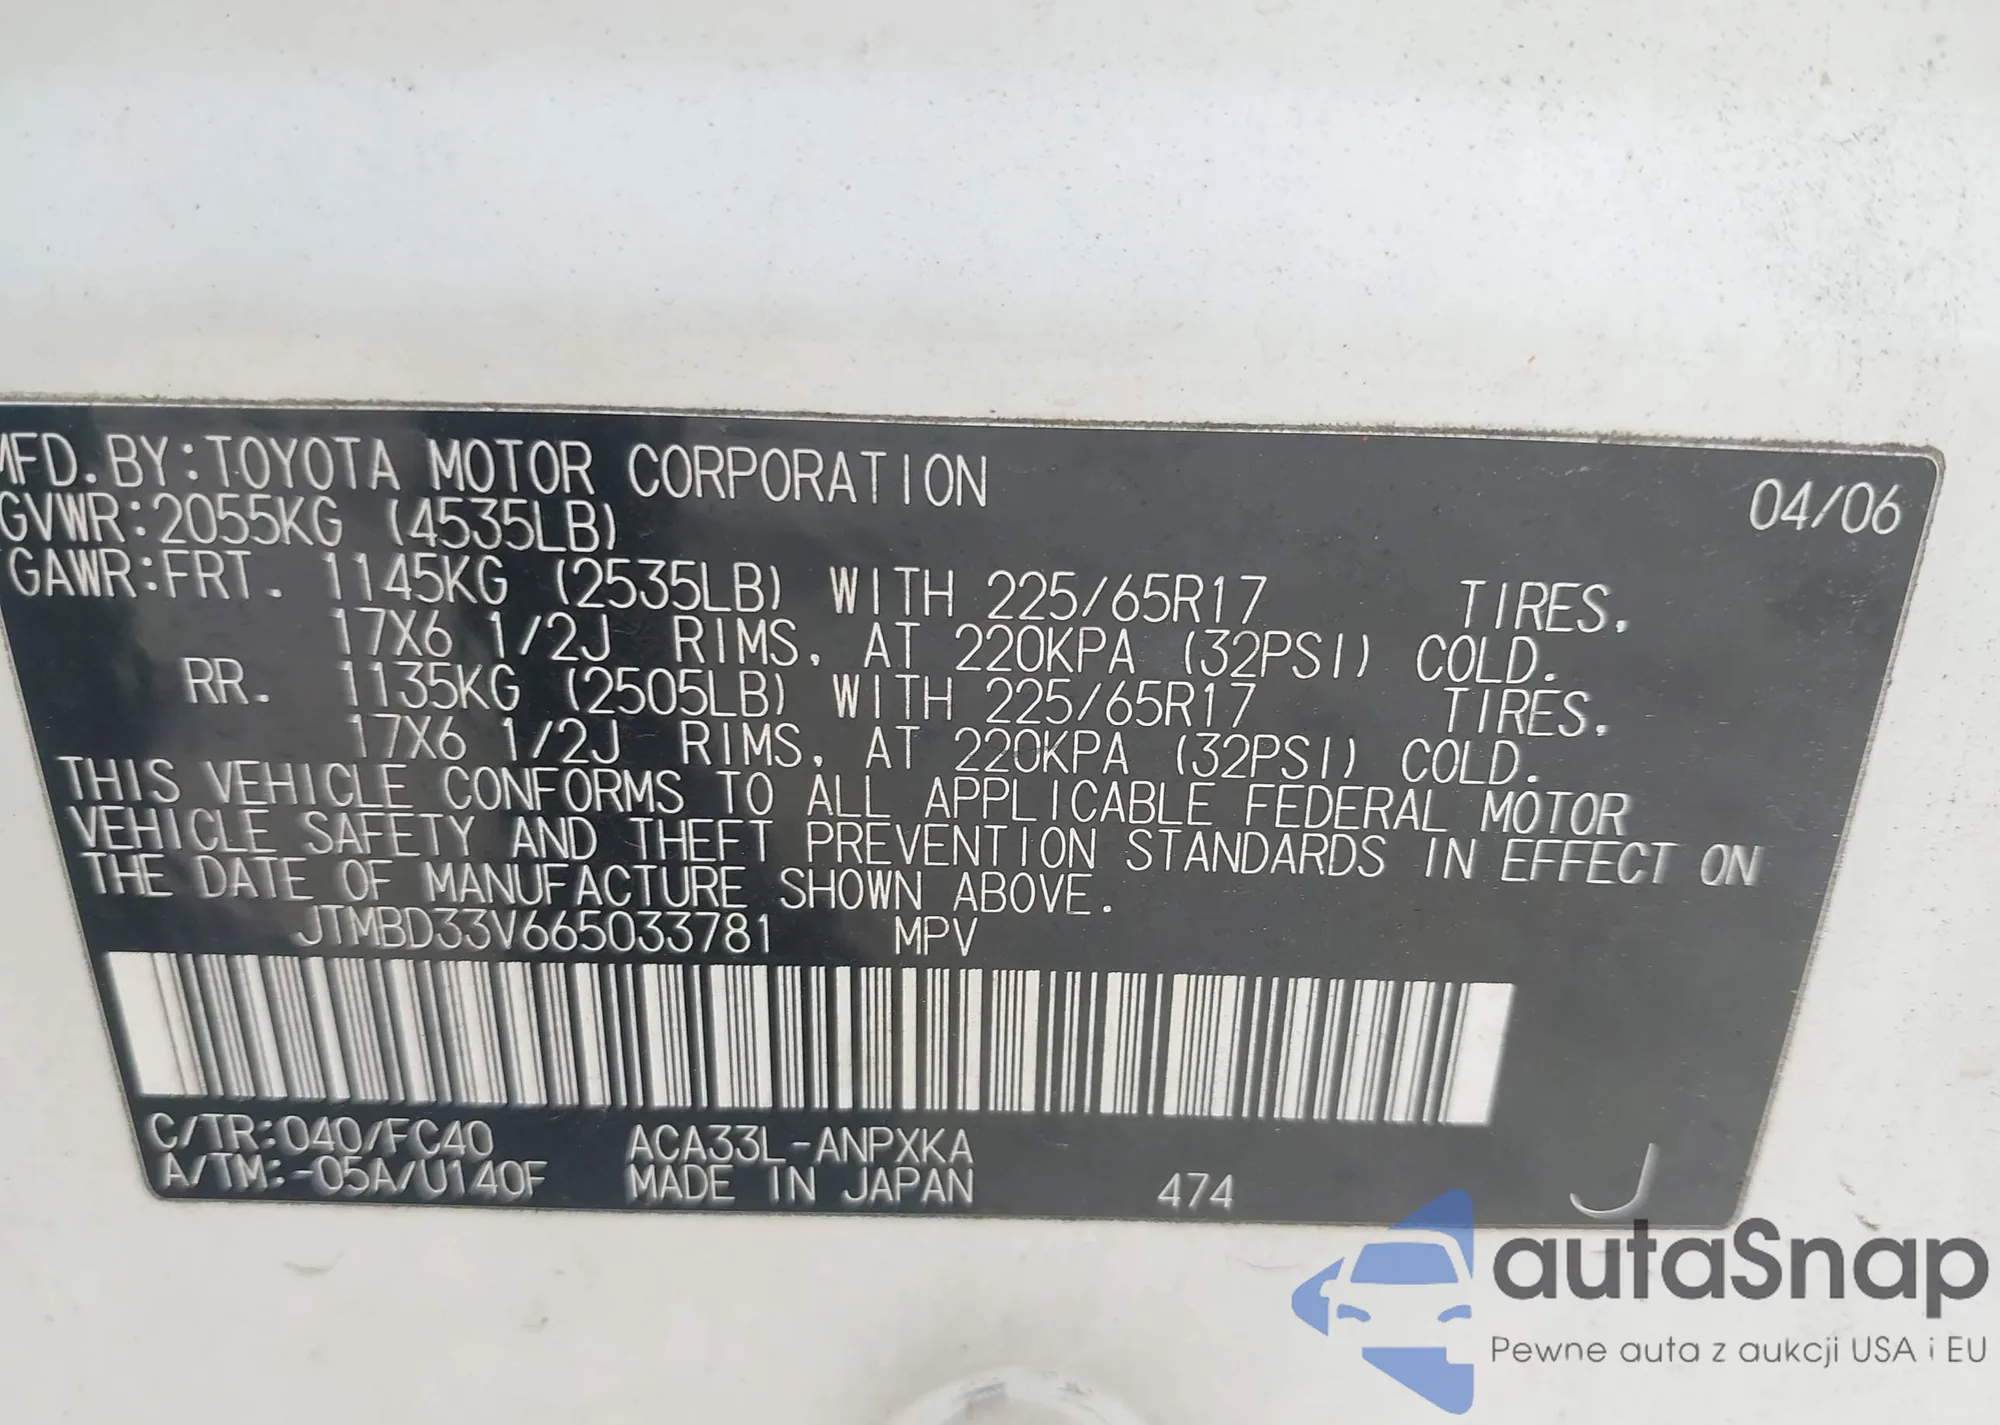 MFD. BY:TOYOTA MOTOR CORPORATION 04/06
GVWR:2055KG (4535LB)
GAWR:FRT. 1145KG (2535LB) WITH 225/65R17 TIRES,
17X6 1/2J RIMS, AT 220KPA (32PSI) COLD.
RR. 1135KG (2505LB) WITH 225/65R17 TIRES,
17X6 1/2J RIMS, AT 220KPA (32PSI) COLD.
THIS VEHICLE CONFORMS TO ALL APPLICABLE FEDERAL MOTOR
VEHICLE SAFETY AND THEFT PREVENTION STANDARDS IN EFFECT ON
THE DATE OF MANUFACTURE SHOWN ABOVE.
JTMBD33V665033781 MPV
C/TR:040/FC40 ACA33L-ANPXKA
A/TM:-05A/U140F MADE IN JAPAN 474 J
autaSnap
Pewne auta z aukcji USA i EU